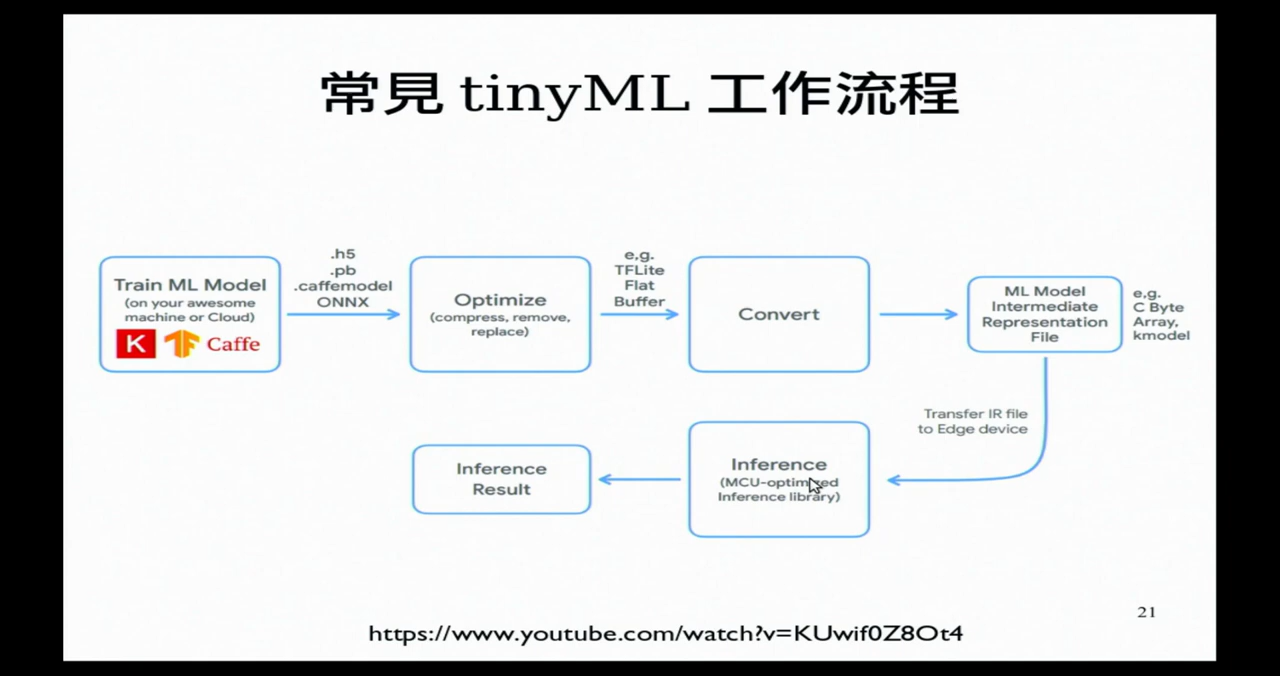 常見 tinyML 工作流程
Train ML Model
(on your awesome
machine or Cloud)
K
Caffe
.h5
.pb
.caffemodel
ONNX
Optimize
(compress, remove,
replace)
e,g.
TFLite
Flat
Buffer
Convert
ML Model
Intermediate
Representation
File
e,g.
C Byte
Array,
kmodel
Transfer IR file
to Edge device
Inference
(MCU-optimized
Inference library)
Inference
Result
21
https://www.youtube.com/watch?v=KUwif0Z8Ot4